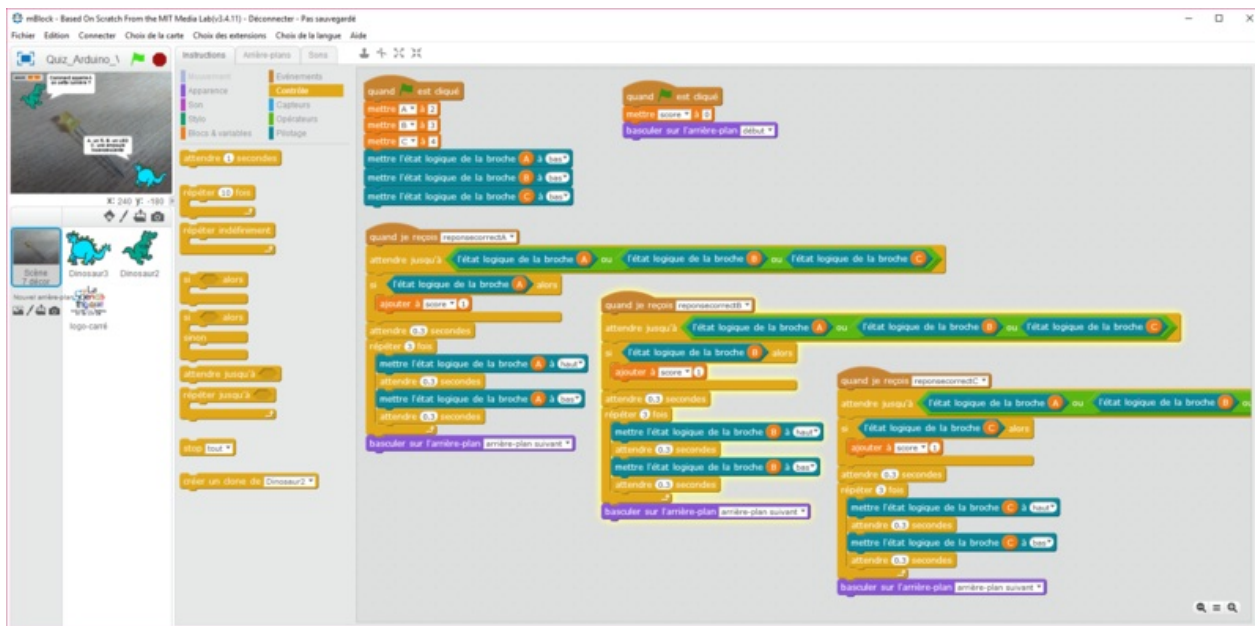 mBlock - Based On Scratch From the MIT Media Lab(v3.4.11) - Déconnecter - Pas sauvegardé
Fichier Edition Connecter Choix de la carte Choix des extensions Choix de la langue Aide
Quiz_Arduino_
Instructions Arrière-plans Sons
Mouvement Evénements
Apparence Contrôle
Son Capteurs
Stylo Opérateurs
Blocs & variables Pilotage
X: 240 y: -180
Scène
7 décor
Dinosaur3
Dinosaur2
Nouvel arrière-plan
logo-carré
attendre 1 secondes
répéter 10 fois
répéter indéfiniment
si alors
si alors
sinon
attendre jusqu'à
répéter jusqu'à
stop tout
créer un clone de Dinosaur2
quand est cliqué
mettre A à 2
mettre B à 3
mettre C à 4
mettre l'état logique de la broche A à bas
mettre l'état logique de la broche B à bas
mettre l'état logique de la broche C à bas
quand est cliqué
mettre score à 0
basculer sur l'arrière-plan début
quand je reçois reponsecorrectA
attendre jusqu'à l'état logique de la broche A ou l'état logique de la broche B ou l'état logique de la broche C
si l'état logique de la broche A alors
ajouter à score 1
attendre 0.3 secondes
répéter 3 fois
mettre l'état logique de la broche A à haut
attendre 0.3 secondes
mettre l'état logique de la broche A à bas
attendre 0.3 secondes
basculer sur l'arrière-plan arrière-plan suivant
quand je reçois reponsecorrectB
attendre jusqu'à l'état logique de la broche A ou l'état logique de la broche B ou l'état logique de la broche C
si l'état logique de la broche B alors
ajouter à score 1
attendre 0.3 secondes
répéter 3 fois
mettre l'état logique de la broche B à haut
attendre 0.3 secondes
mettre l'état logique de la broche B à bas
attendre 0.3 secondes
basculer sur l'arrière-plan arrière-plan suivant
quand je reçois reponsecorrectC
attendre jusqu'à l'état logique de la broche A ou l'état logique de la broche B ou
si l'état logique de la broche C alors
ajouter à score 1
attendre 0.3 secondes
répéter 3 fois
mettre l'état logique de la broche C à haut
attendre 0.3 secondes
mettre l'état logique de la broche C à bas
attendre 0.3 secondes
basculer sur l'arrière-plan arrière-plan suivant